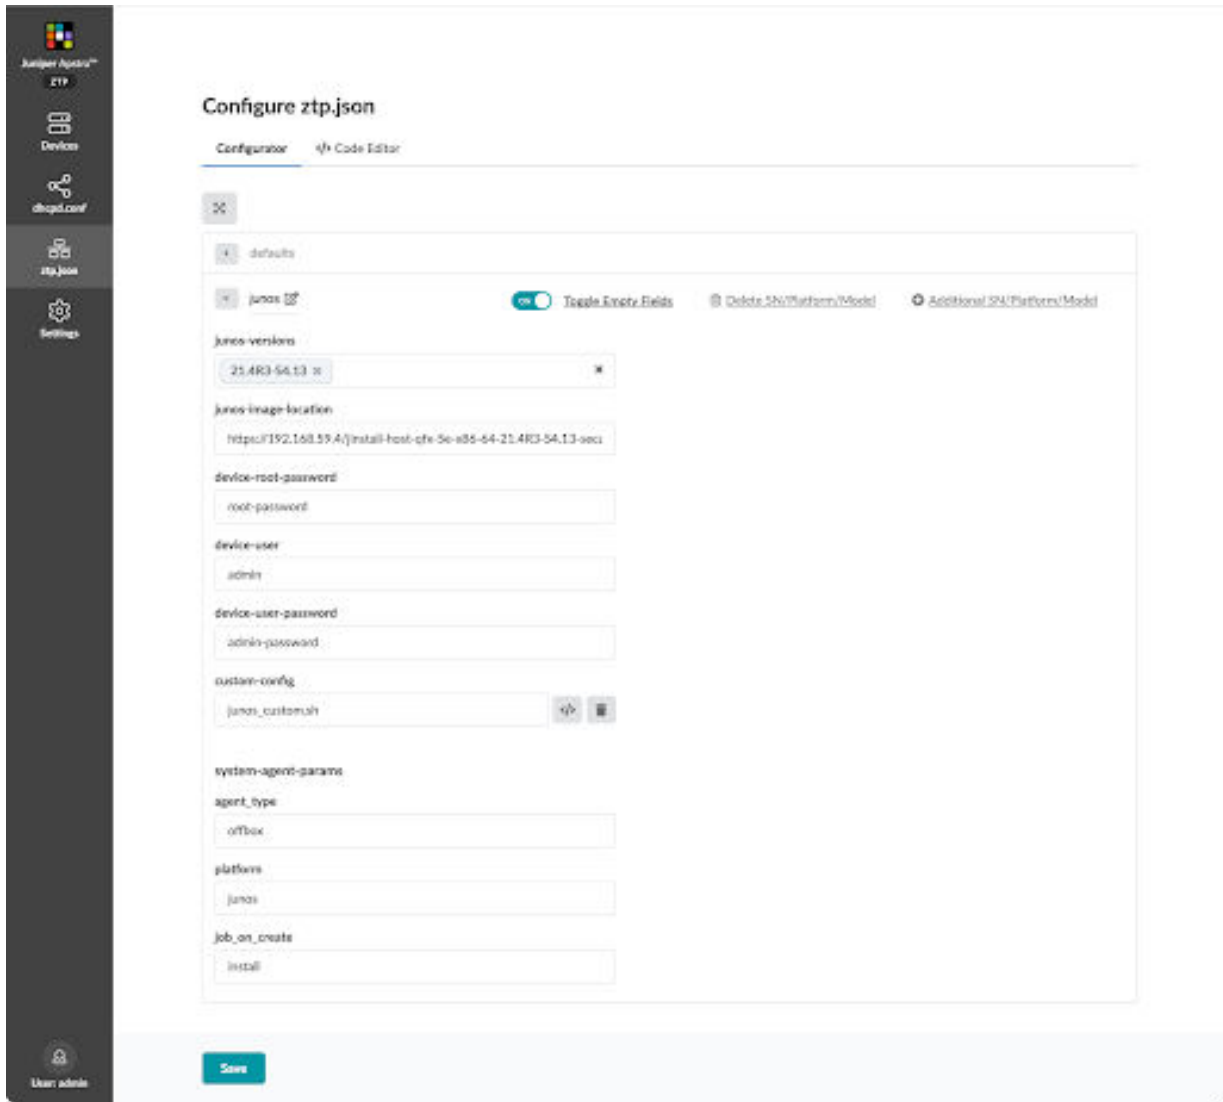 Juniper Apstra™
ZTP
Devices
dhcpd.conf
ztp.json
Settings
User: admin
Configure ztp.json
Configurator
</> Code Editor
defaults
junos
ON
Toggle Empty Fields
Delete SN/Platform/Model
Additional SN/Platform/Model
junos-versions
21.4R3-S4.13
junos-image-location
https://192.168.59.4/jinstall-host-qfx-5e-x86-64-21.4R3-S4.13-secu
device-root-password
root-password
device-user
admin
device-user-password
admin-password
custom-config
junos_custom.sh
</>
system-agent-params
agent_type
offbox
platform
junos
job_on_create
install
Save